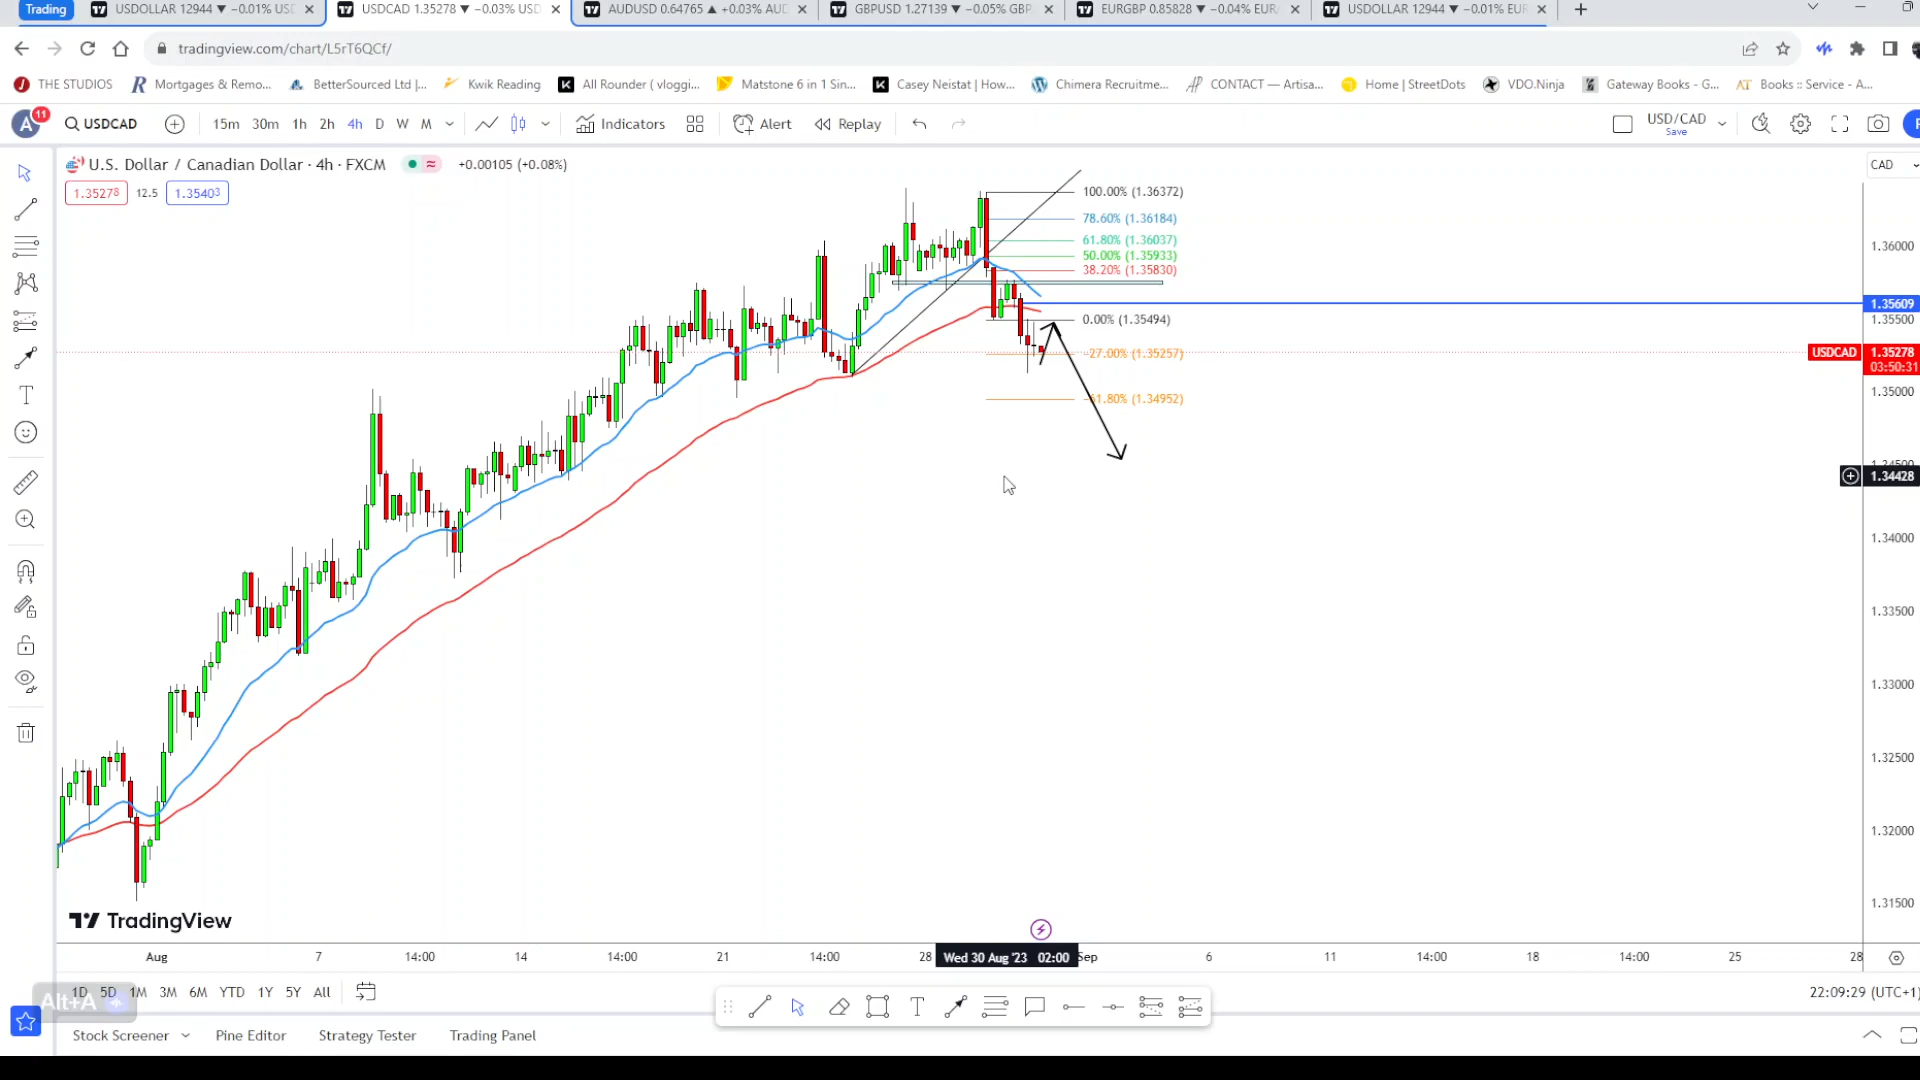 Trading
USDOLLAR 12944 ▼ −0.01% USD
USDCAD 1.35278 ▼ −0.03% USD
AUDUSD 0.64765 ▲ +0.03% AUD
GBPUSD 1.27139 ▼ −0.05% GBP
EURGBP 0.85828 ▼ −0.04% EUR
USDOLLAR 12944 ▼ −0.01% EUR
tradingview.com/chart/L5rT6QCf/
THE STUDIOS
Mortgages & Remo...
BetterSourced Ltd |...
Kwik Reading
All Rounder ( vloggi...
Matstone 6 in 1 Sin...
Casey Neistat | How...
Chimera Recruitme...
CONTACT — Artisa...
Home | StreetDots
VDO.Ninja
Gateway Books - G...
Books :: Service - A...
A
11
USDCAD
15m 30m 1h 2h 4h D W M
Indicators
Alert
Replay
USD/CAD
Save
U.S. Dollar / Canadian Dollar · 4h · FXCM
+0.00105 (+0.08%)
CAD
1.35278
12.5
1.35403
100.00% (1.36372)
78.60% (1.36184)
61.80% (1.36037)
50.00% (1.35933)
38.20% (1.35830)
0.00% (1.35494)
-27.00% (1.35257)
-61.80% (1.34952)
1.36000
1.35609
1.35500
USDCAD
1.35278
03:50:31
1.35000
1.34500
1.34428
1.34000
1.33500
1.33000
1.32500
1.32000
1.31500
TradingView
Aug
7
14:00
14
14:00
21
14:00
28
Wed 30 Aug '23 02:00
Sep
6
11
14:00
18
14:00
25
28
1D 5D 1M 3M 6M YTD 1Y 5Y All
Alt+A
22:09:29 (UTC+1)
Stock Screener
Pine Editor
Strategy Tester
Trading Panel